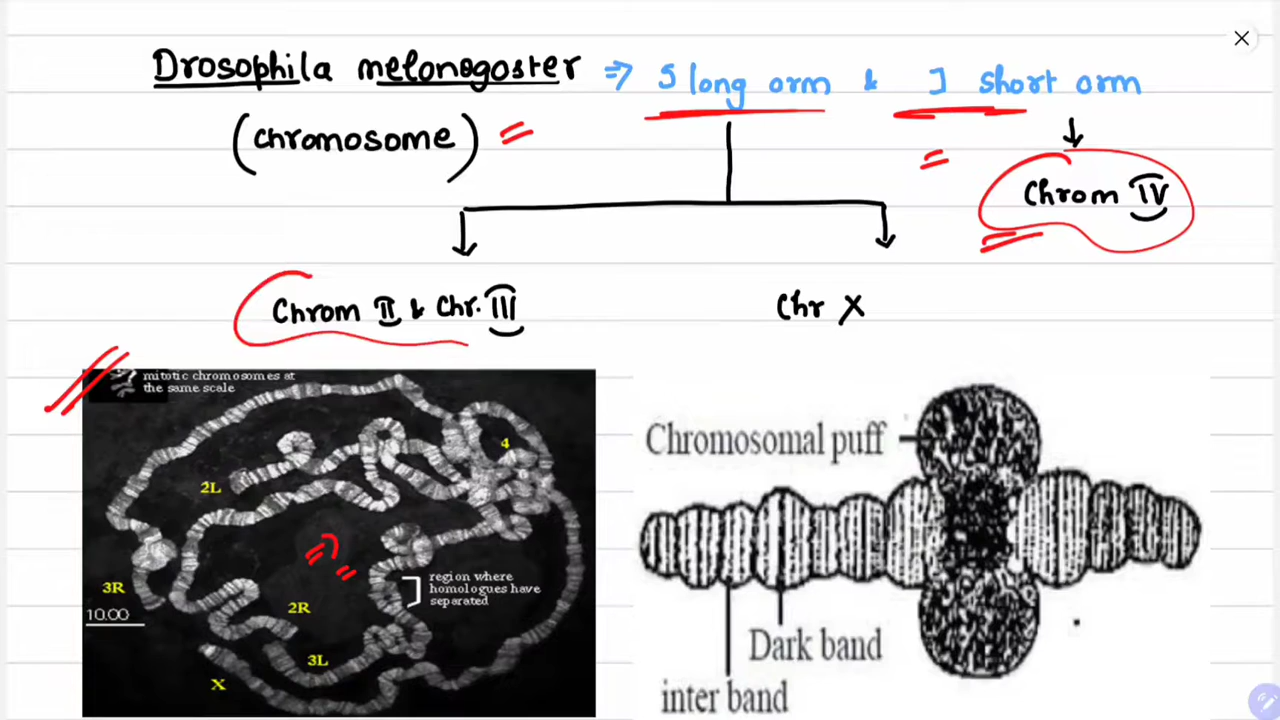 Drosophila melonogoster ⇒ 5 long orm & 1 short orm
(chromosome) =
Chrom IV
Chrom II & Chr. III
Chr X
mitotic chromosomes at
the same scale
4
2L
3R
10.00
2R
region where
homologues have
separated
3L
X
Chromosomal puff
Dark band
inter band